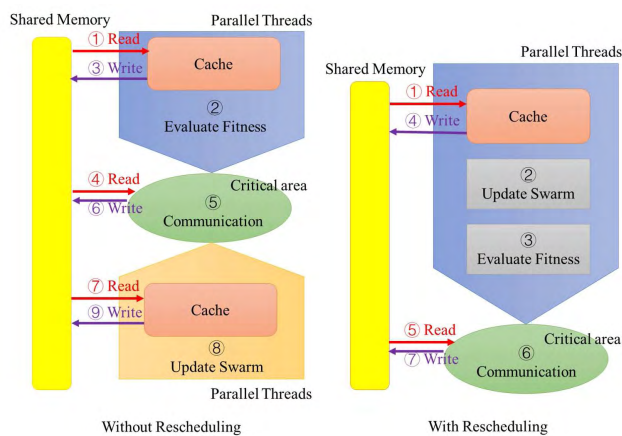 Parallel Threads
Shared Memory
① Read
Cache
③ Write
②
Evaluate Fitness
④ Read
Critical area
⑤
⑥ Write
Communication
⑦ Read
Cache
⑨ Write
⑧
Update Swarm
Parallel Threads
Without Rescheduling
Parallel Threads
Shared Memory
① Read
Cache
④ Write
②
Update Swarm
③
Evaluate Fitness
⑤ Read
Critical area
⑥
⑦ Write
Communication
With Rescheduling